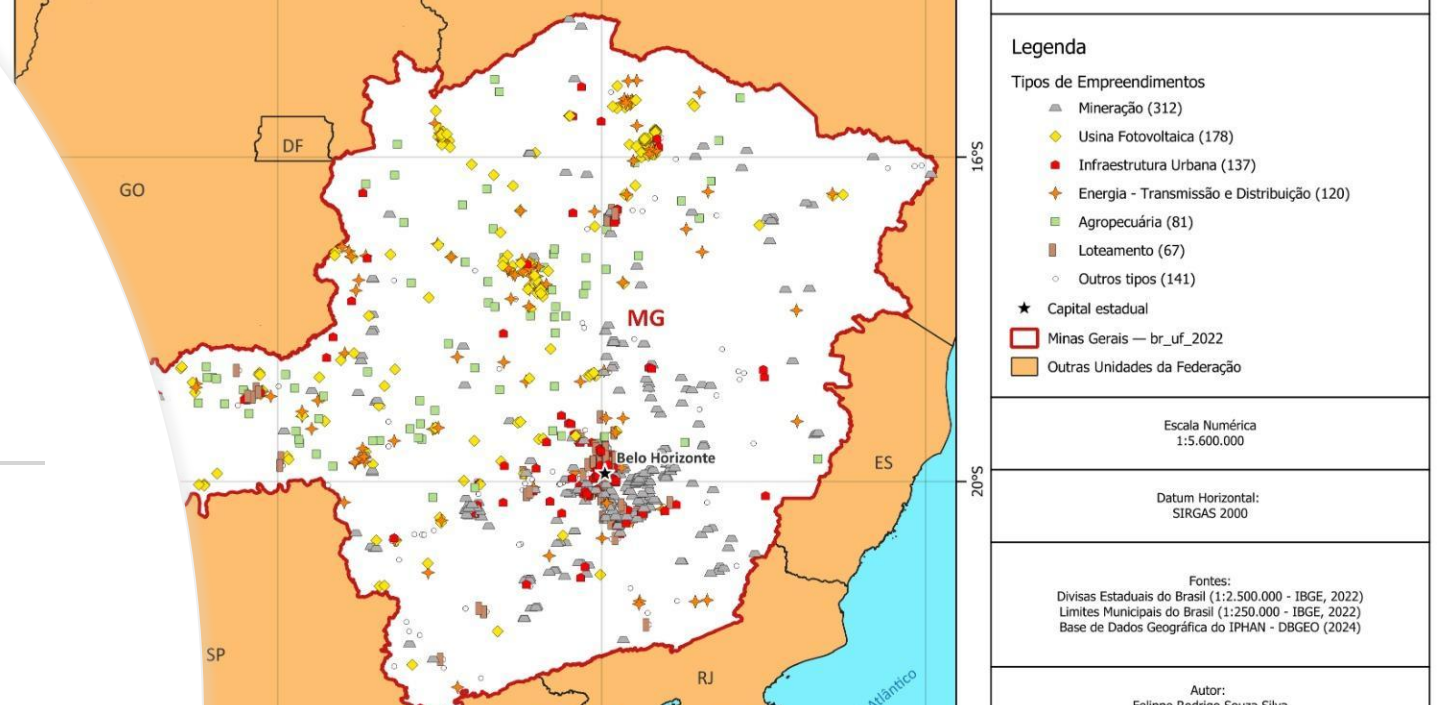 DF
GO
MG
Belo Horizonte
ES
SP
RJ
Atlântico
16°S
20°S
Legenda
Tipos de Empreendimentos
Mineração (312)
Usina Fotovoltaica (178)
Infraestrutura Urbana (137)
Energia - Transmissão e Distribuição (120)
Agropecuária (81)
Loteamento (67)
Outros tipos (141)
Capital estadual
Minas Gerais — br_uf_2022
Outras Unidades da Federação
Escala Numérica
1:5.600.000
Datum Horizontal:
SIRGAS 2000
Fontes:
Divisas Estaduais do Brasil (1:2.500.000 - IBGE, 2022)
Limites Municipais do Brasil (1:250.000 - IBGE, 2022)
Base de Dados Geográfica do IPHAN - DBGEO (2024)
Autor:
Felippe Rodrigo Souza Silva